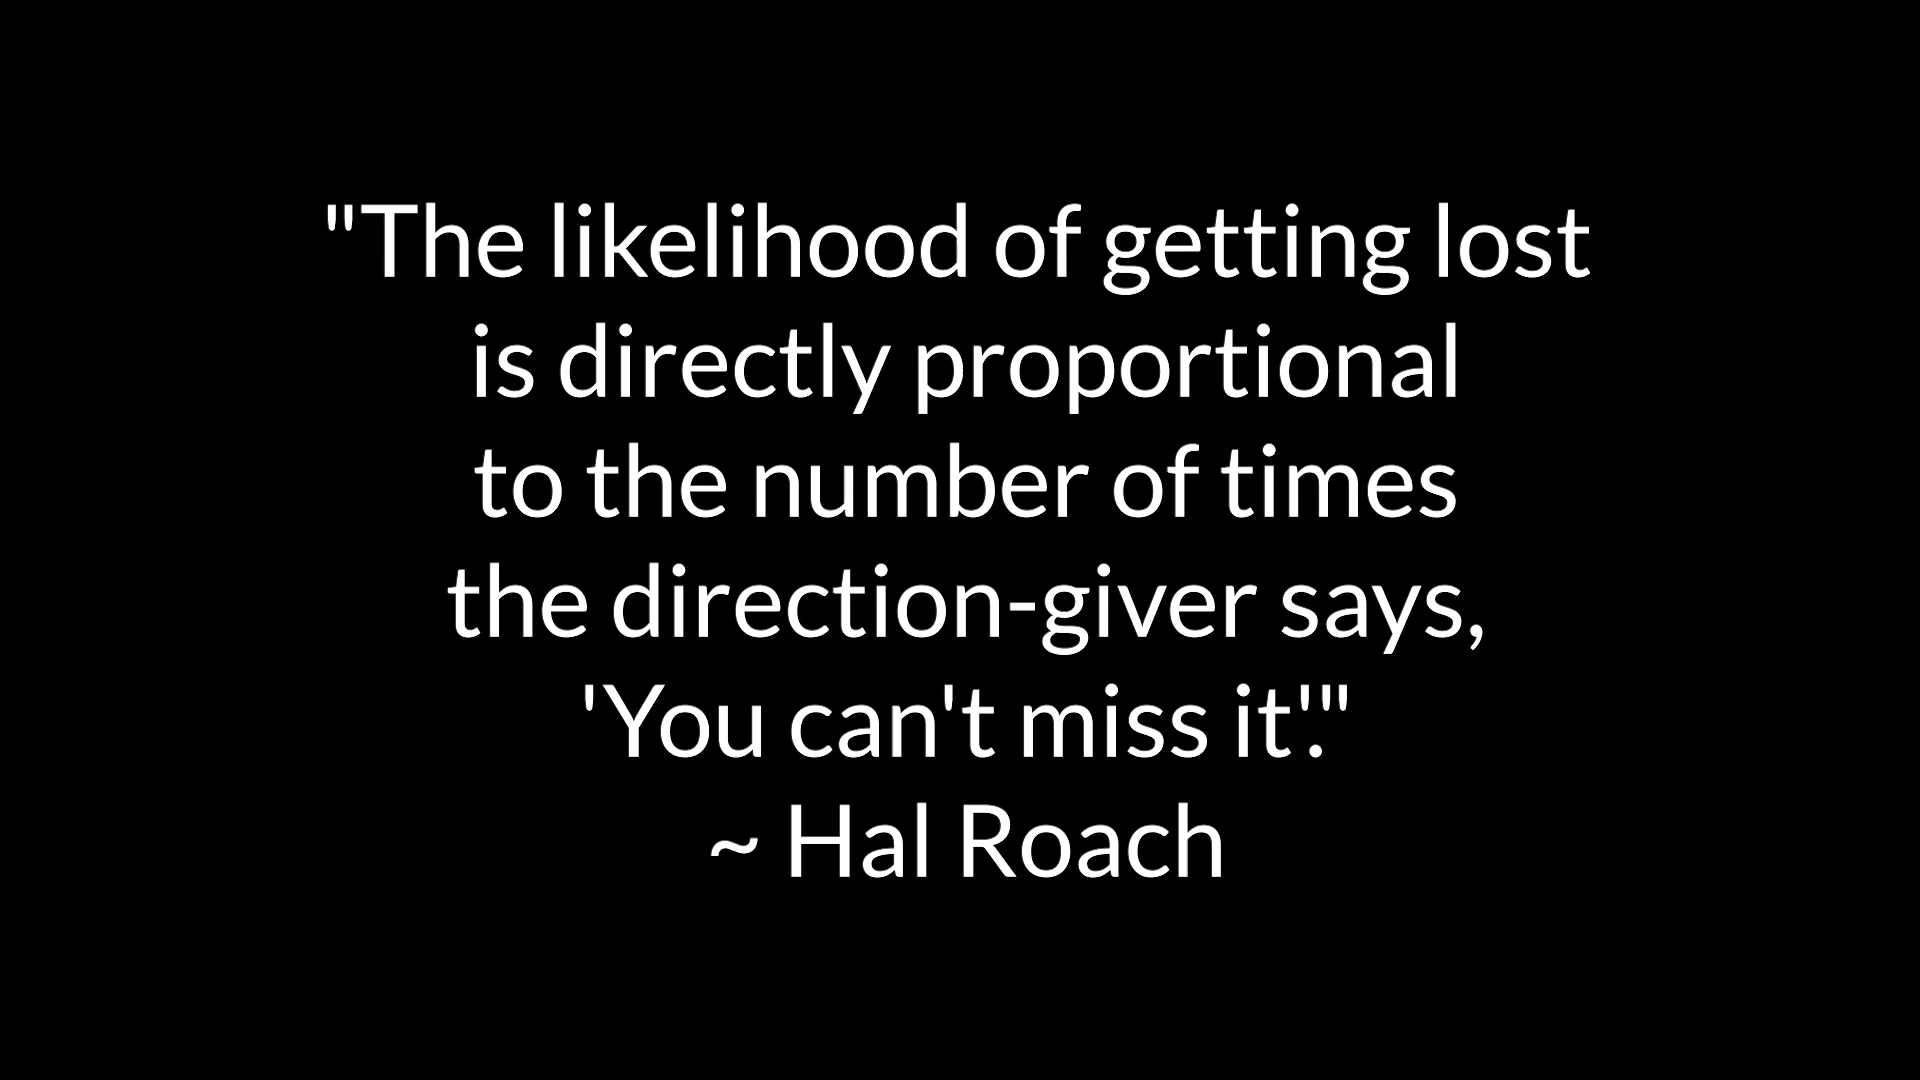 "The likelihood of getting lost
is directly proportional
to the number of times
the direction-giver says,
'You can't miss it'."
~ Hal Roach